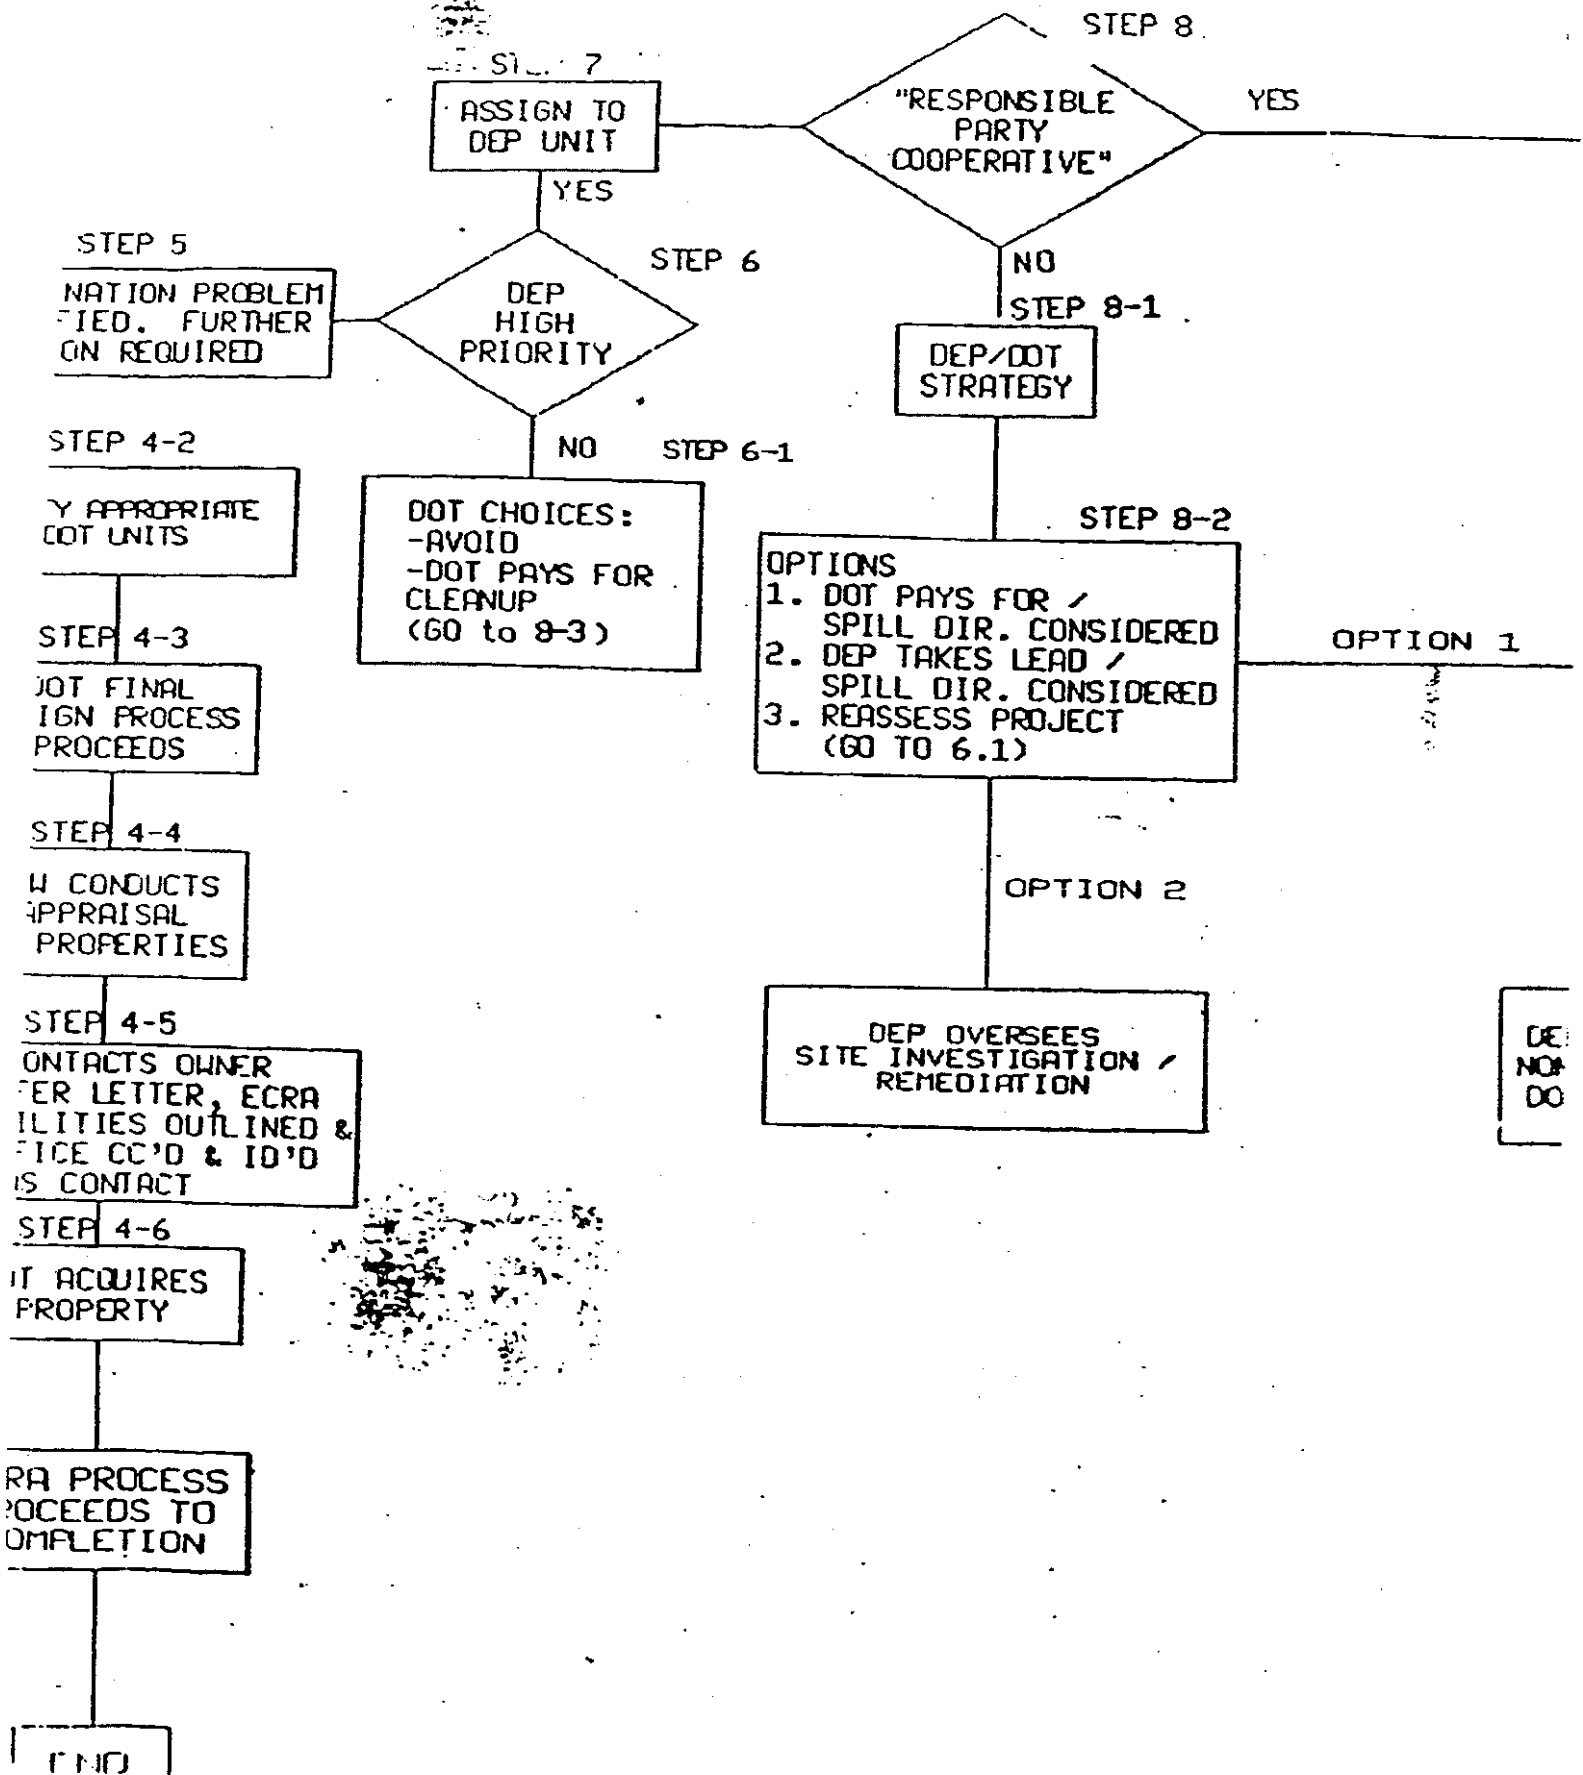 STEP 8
7
ASSIGN TO
DEP UNIT
"RESPONSIBLE
PARTY
COOPERATIVE"
YES
YES
STEP 5
NATION PROBLEM
FIED. FURTHER
ON REQUIRED
STEP 6
DEP
HIGH
PRIORITY
NO
STEP 8-1
DEP/DOT
STRATEGY
STEP 4-2
Y APPROPRIATE
DOT UNITS
NO
STEP 6-1
DOT CHOICES:
-AVOID
-DOT PAYS FOR
CLEANUP
(GO to 8-3)
STEP 8-2
OPTIONS
1. DOT PAYS FOR /
SPILL DIR. CONSIDERED
2. DEP TAKES LEAD /
SPILL DIR. CONSIDERED
3. REASSESS PROJECT
(GO TO 6.1)
OPTION 1
STEP 4-3
DOT FINAL
IGN PROCESS
PROCEEDS
STEP 4-4
W CONDUCTS
APPRAISAL
PROPERTIES
OPTION 2
STEP 4-5
ONTACTS OWNER
FER LETTER, ECRA
ILITIES OUTLINED &
FICE CC'D & ID'D
IS CONTACT
DEP OVERSEES
SITE INVESTIGATION /
REMEDIATION
DE
NON
DO
STEP 4-6
T ACQUIRES
PROPERTY
RA PROCESS
ROCEEDS TO
OMPLETION
END